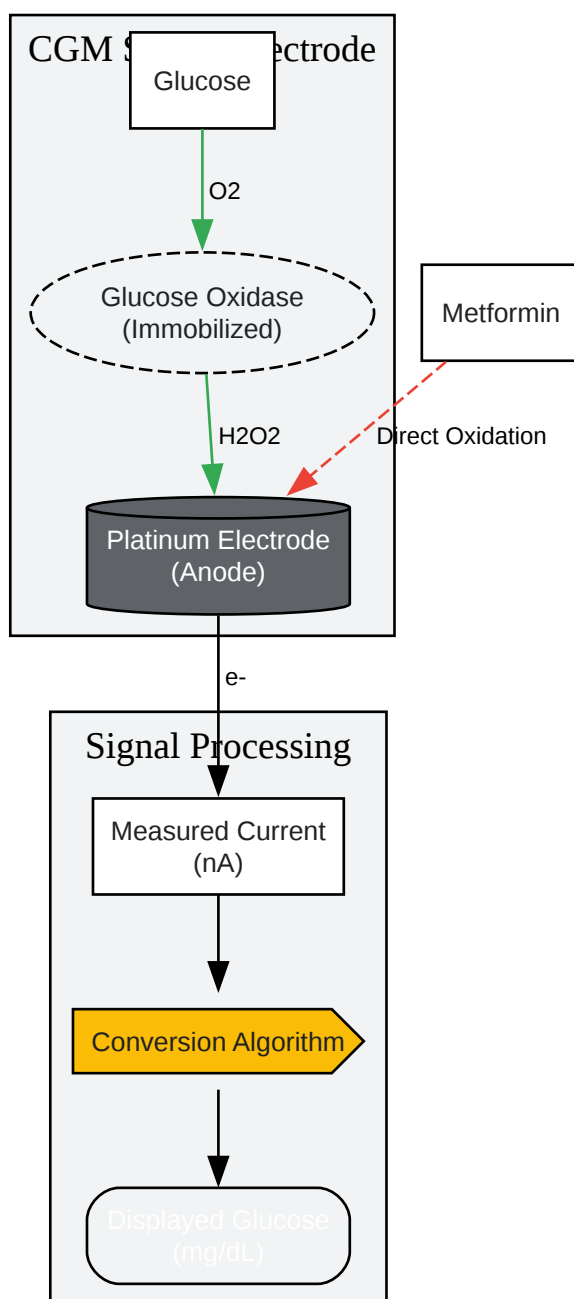 CGM S
ectrode
Glucose
O2
Glucose Oxidase
(Immobilized)
Metformin
H2O2
Direct Oxidation
Platinum Electrode
(Anode)
e-
Signal Processing
Measured Current
(nA)
Conversion Algorithm
Displayed Glucose
(mg/dL)